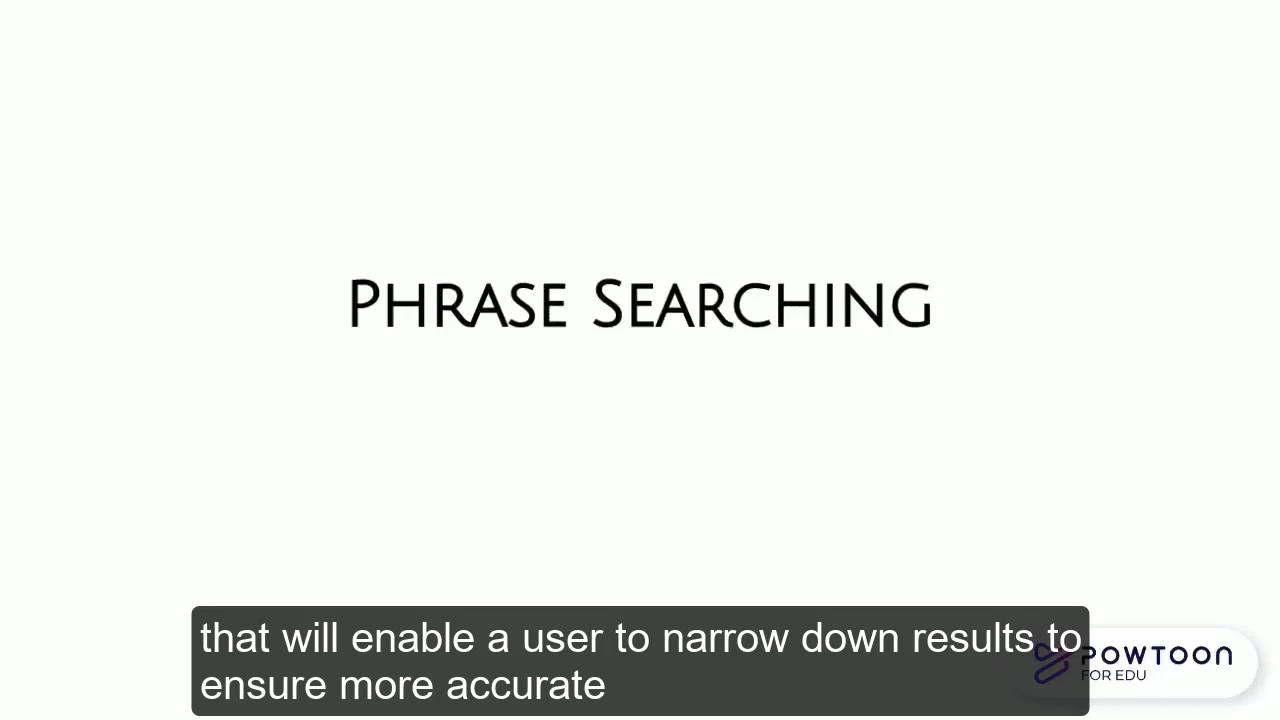 PHRASE SEARCHING
that will enable a user to narrow down results to
ensure more accurate
POWTOON
FOR EDU